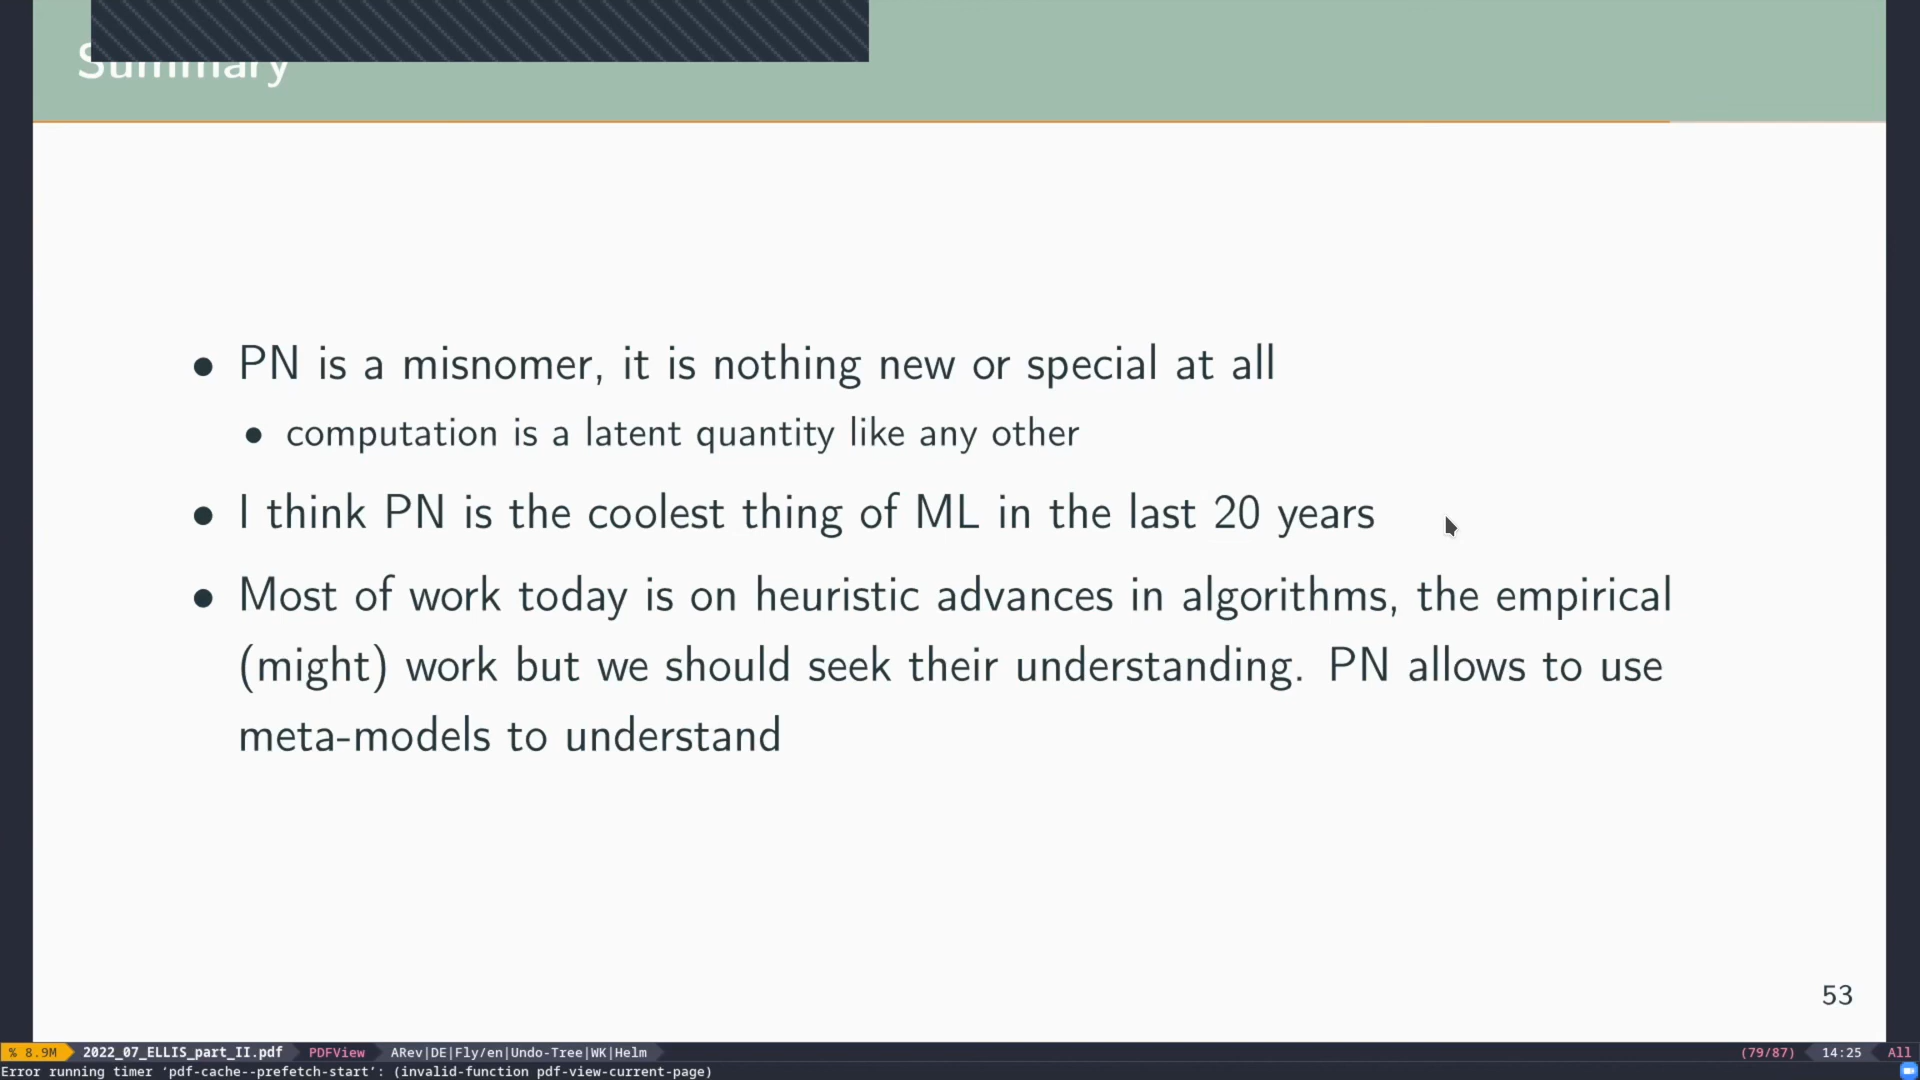 Summary
• PN is a misnomer, it is nothing new or special at all
• computation is a latent quantity like any other
• I think PN is the coolest thing of ML in the last 20 years
• Most of work today is on heuristic advances in algorithms, the empirical
(might) work but we should seek their understanding. PN allows to use
meta-models to understand
53
% 8.9M 2022_07_ELLIS_part_II.pdf PDFView ARev|DE|Fly/en|Undo-Tree|WK|Helm (79/87) 14:25 All
Error running timer ‘pdf-cache--prefetch-start’: (invalid-function pdf-view-current-page)